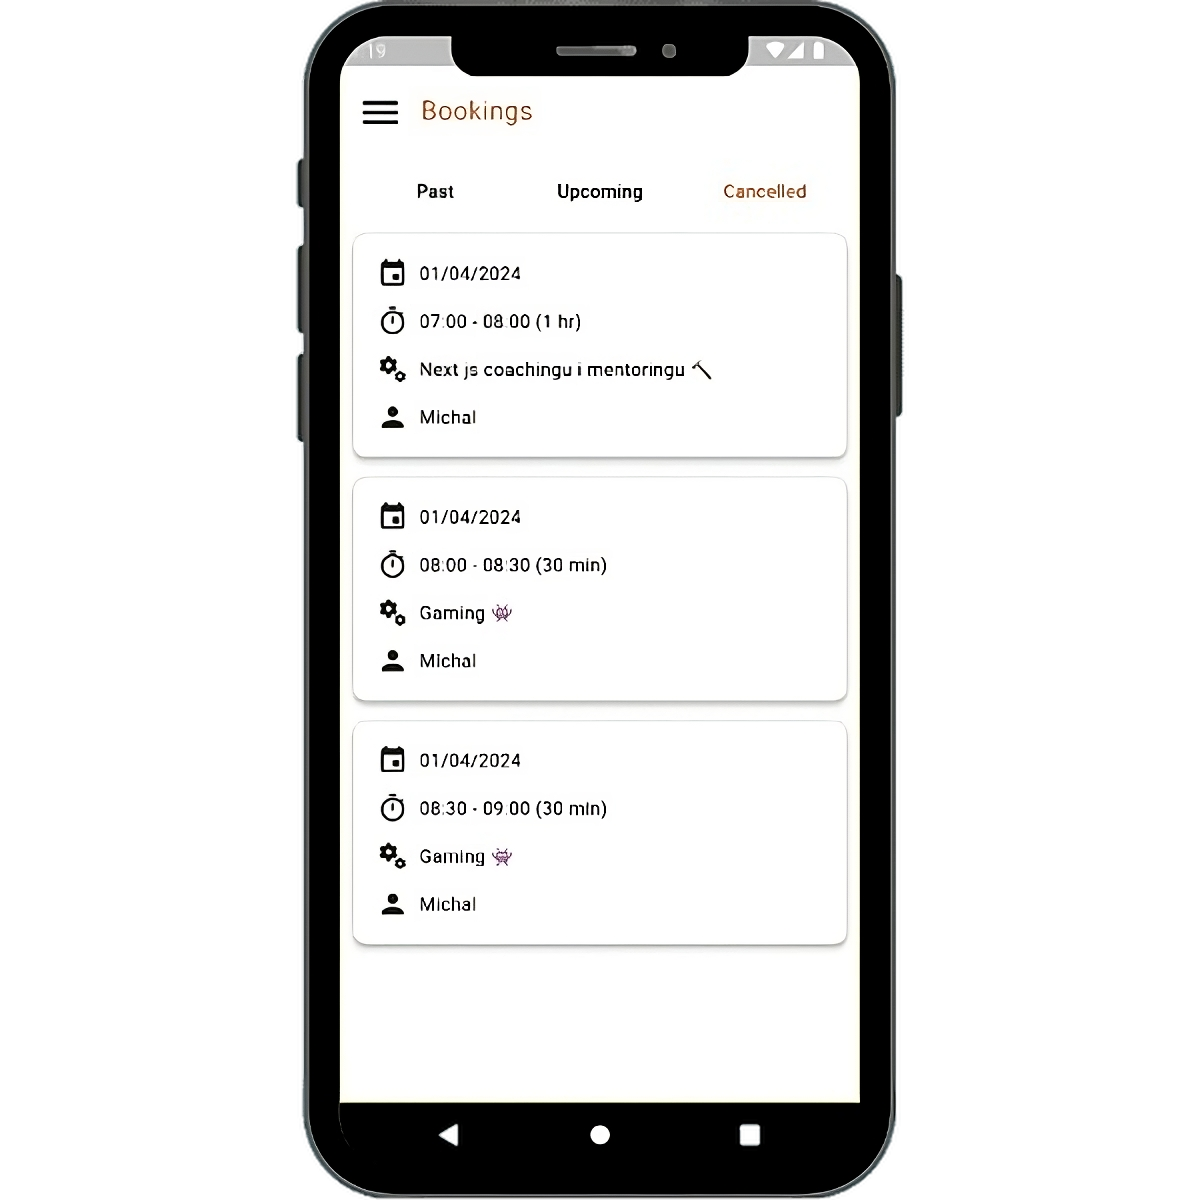 19
Bookings
Past Upcoming Cancelled
01/04/2024
07:00 - 08:00 (1 hr)
Next js coachingu i mentoringu
Michal
01/04/2024
08:00 - 08:30 (30 min)
Gaming
Michal
01/04/2024
08:30 - 09:00 (30 min)
Gaming
Michal